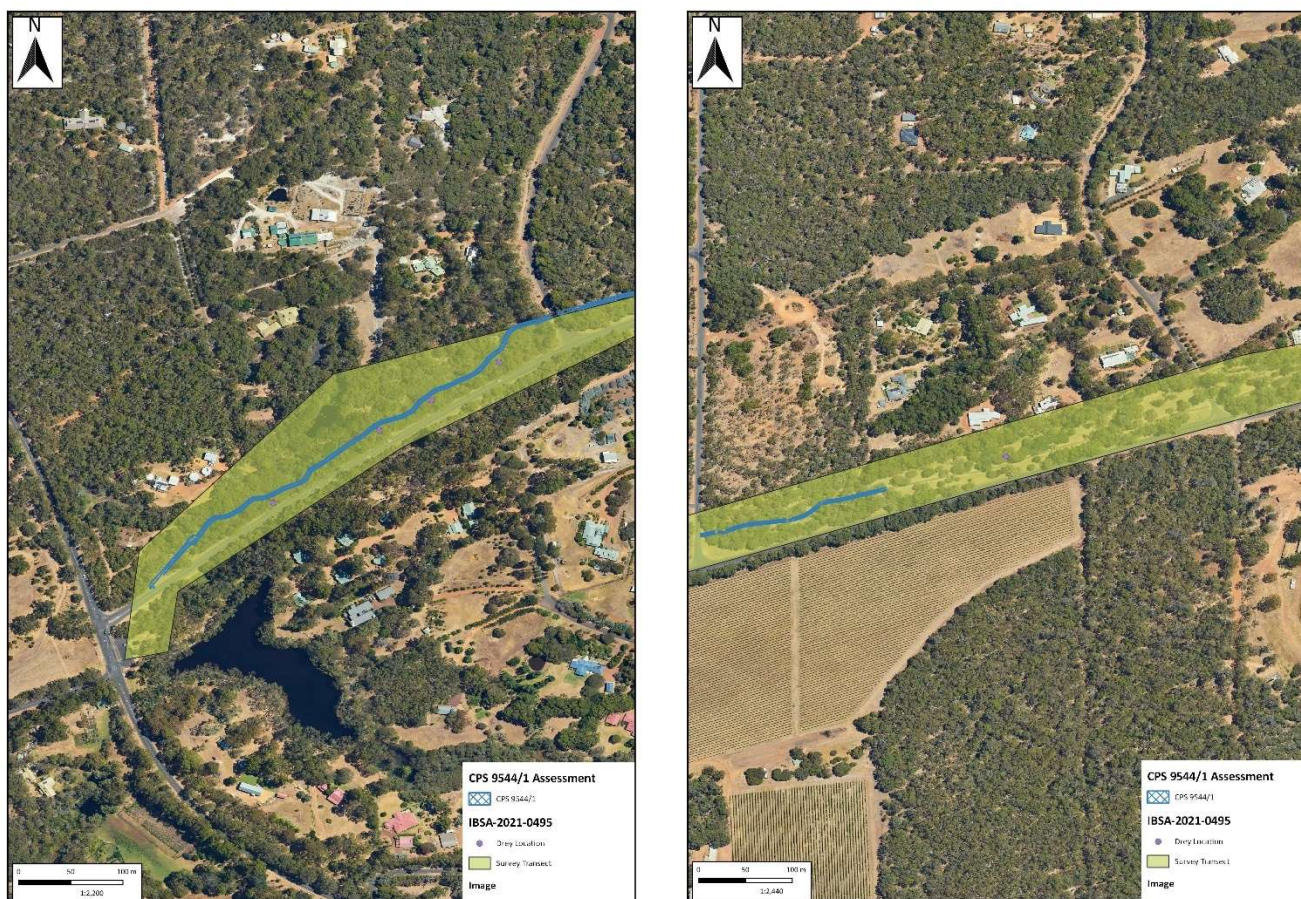 N
CPS 9544/1 Assessment
CPS 9544/1
IBSA-2021-0495
Drey Location
Survey Transect
Image
0 50 100 m
1:2,200
N
CPS 9544/1 Assessment
CPS 9544/1
IBSA-2021-0495
Drey Location
Survey Transect
Image
0 50 100 m
1:2,440